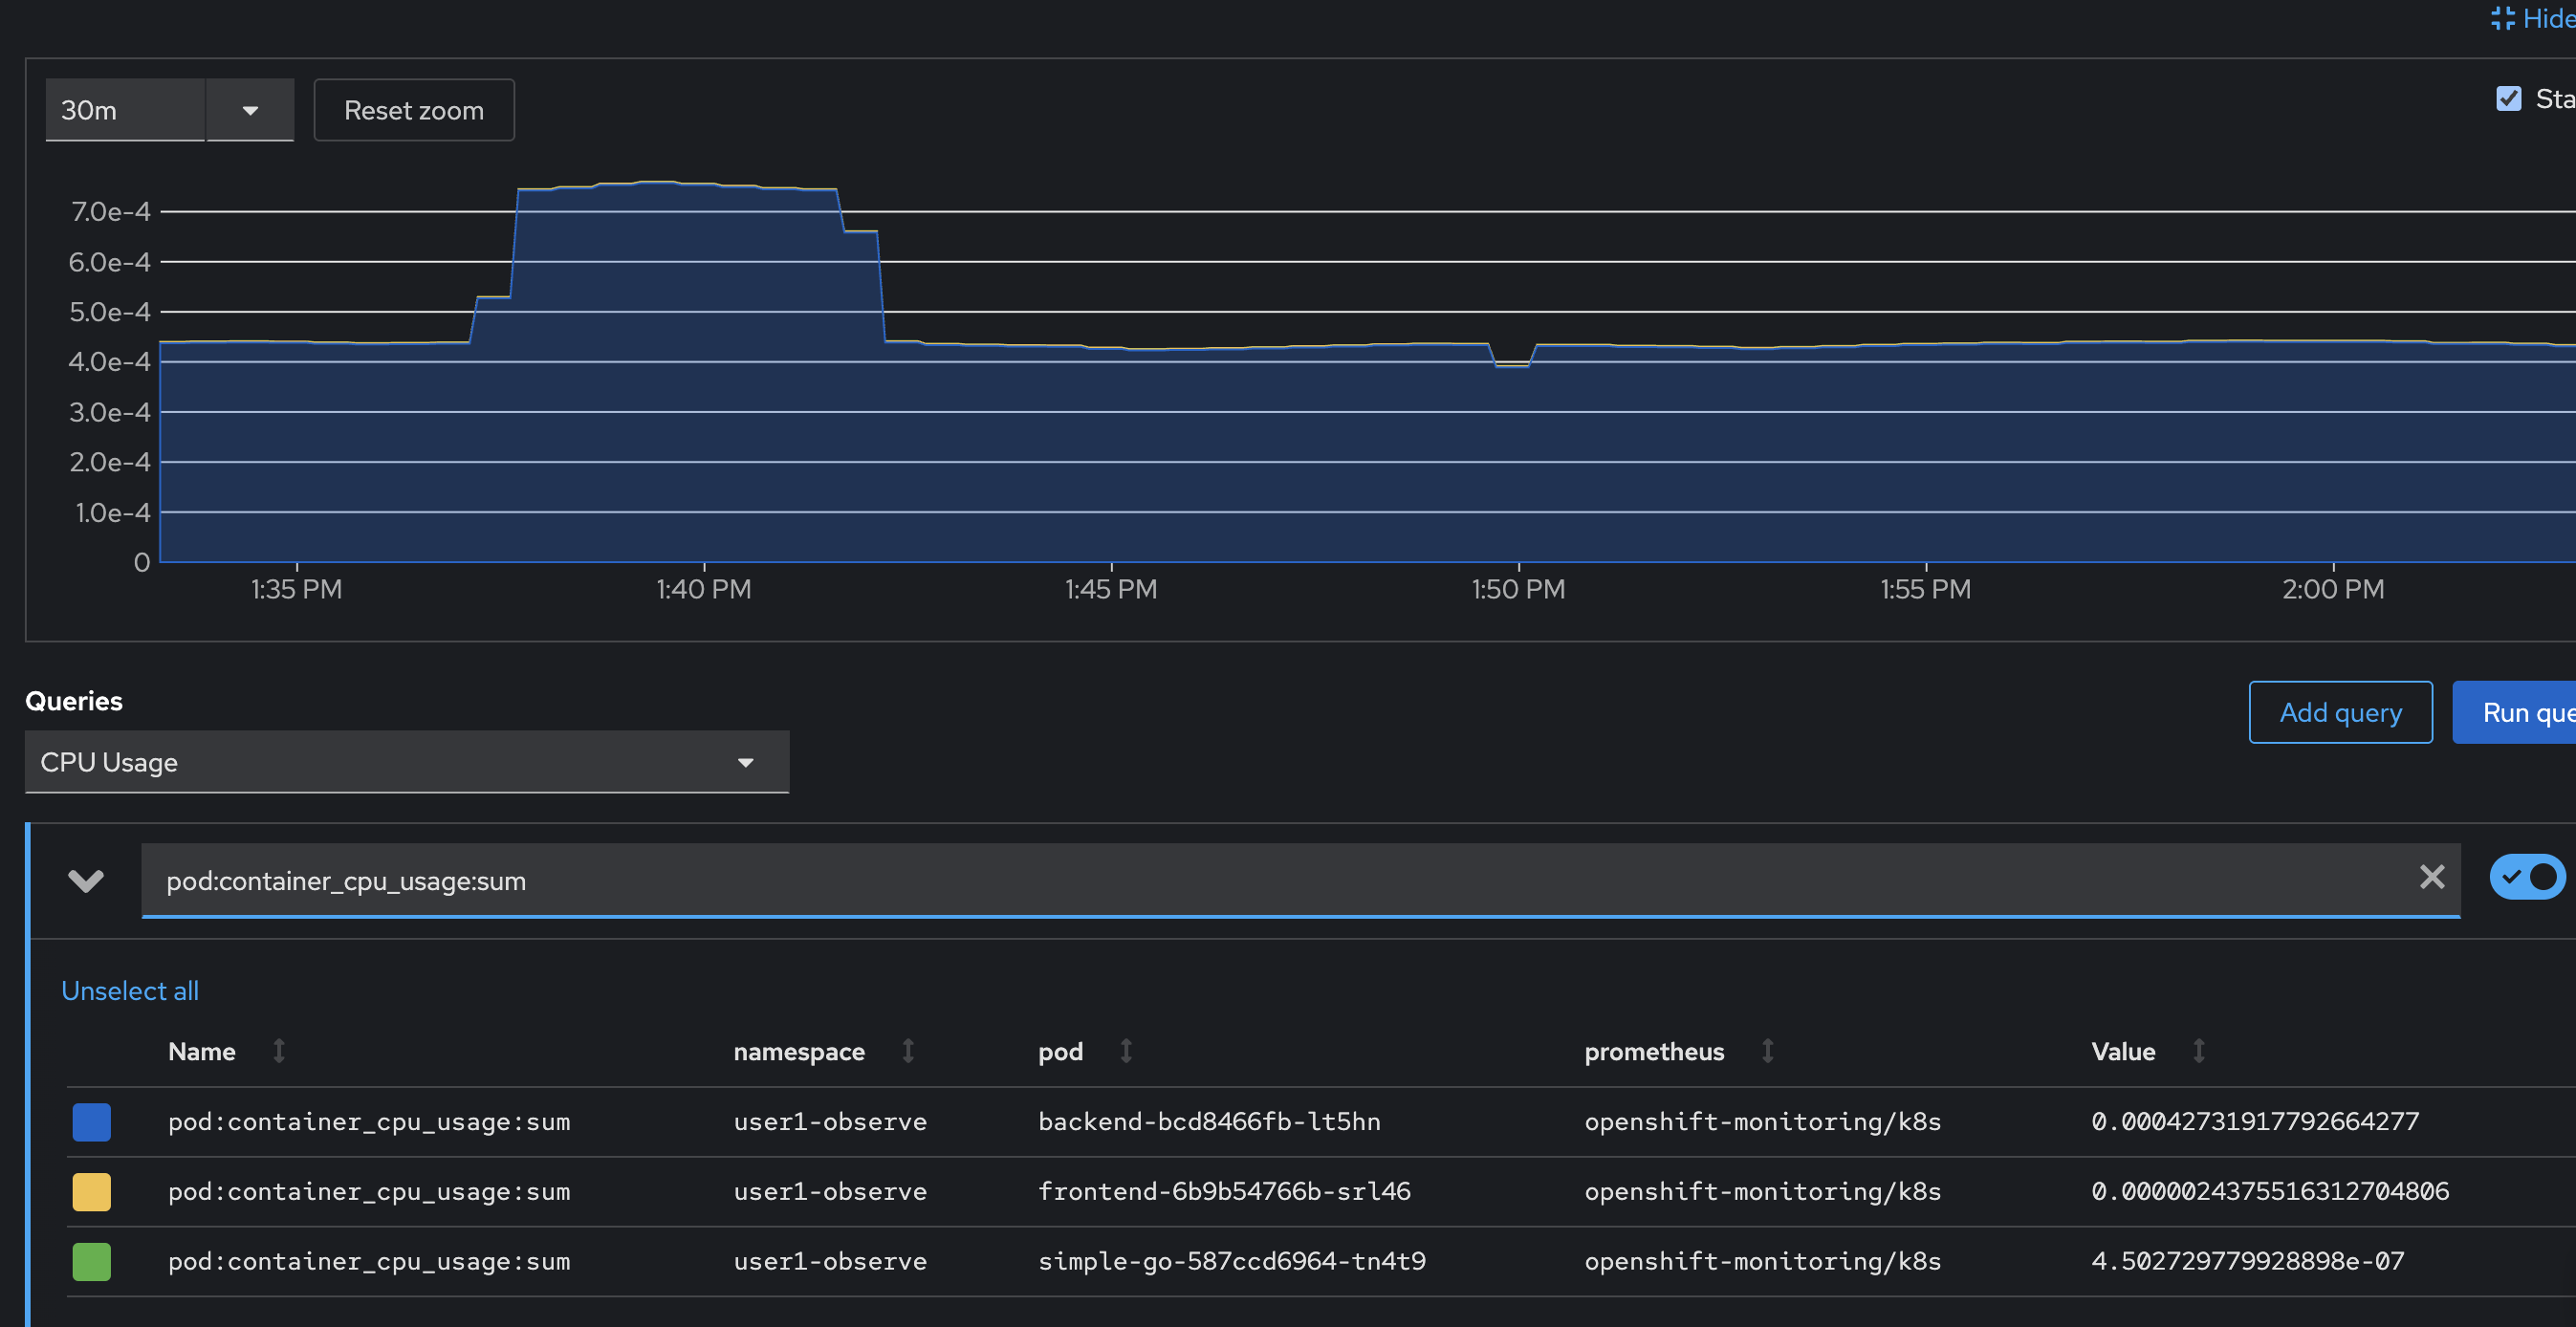 Hide
30m
Reset zoom
Sta
7.0e-4
6.0e-4
5.0e-4
4.0e-4
3.0e-4
2.0e-4
1.0e-4
0
1:35 PM 1:40 PM 1:45 PM 1:50 PM 1:55 PM 2:00 PM
Queries
Add query
Run que
CPU Usage
pod:container_cpu_usage:sum
Unselect all
Name namespace pod prometheus Value
pod:container_cpu_usage:sum user1-observe backend-bcd8466fb-lt5hn openshift-monitoring/k8s 0.00042731917792664277
pod:container_cpu_usage:sum user1-observe frontend-6b9b54766b-srl46 openshift-monitoring/k8s 0.0000024375516312704806
pod:container_cpu_usage:sum user1-observe simple-go-587ccd6964-tn4t9 openshift-monitoring/k8s 4.502729779928898e-07